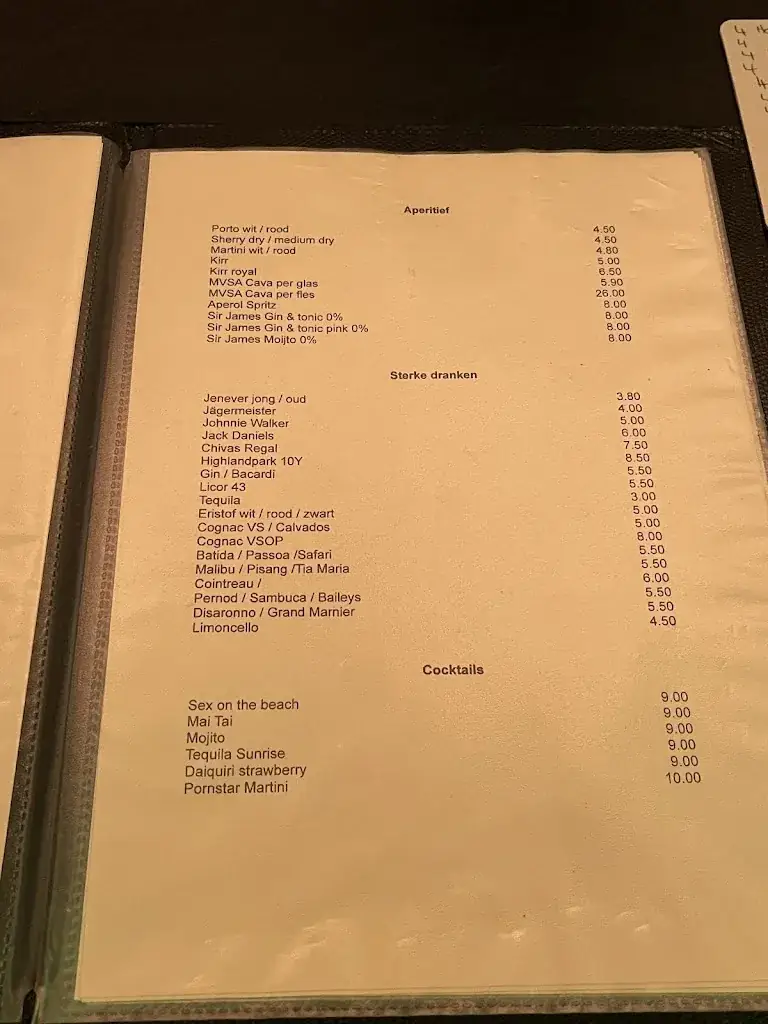 Aperitief
Porto wit / rood 4.50
Sherry dry / medium dry 4.50
Martini wit / rood 4.80
Kirr 5.00
Kirr royal 6.50
MVSA Cava per glas 5.90
MVSA Cava per fles 26.00
Aperol Spritz 8.00
Sir James Gin & tonic 0% 8.00
Sir James Gin & tonic pink 0% 8.00
Sir James Moijto 0% 8.00
Sterke dranken
Jenever jong / oud 3.80
Jägermeister 4.00
Johnnie Walker 5.00
Jack Daniels 6.00
Chivas Regal 7.50
Highlandpark 10Y 8.50
Gin / Bacardi 5.50
Licor 43 5.50
Tequila 3.00
Eristof wit / rood / zwart 5.00
Cognac VS / Calvados 5.00
Cognac VSOP 8.00
Batida / Passoa /Safari 5.50
Malibu / Pisang /Tia Maria 5.50
Cointreau / 6.00
Pernod / Sambuca / Baileys 5.50
Disaronno / Grand Marnier 5.50
Limoncello 4.50
Cocktails
Sex on the beach 9.00
Mai Tai 9.00
Mojito 9.00
Tequila Sunrise 9.00
Daiquiri strawberry 9.00
Pornstar Martini 10.00
4
4
4
4